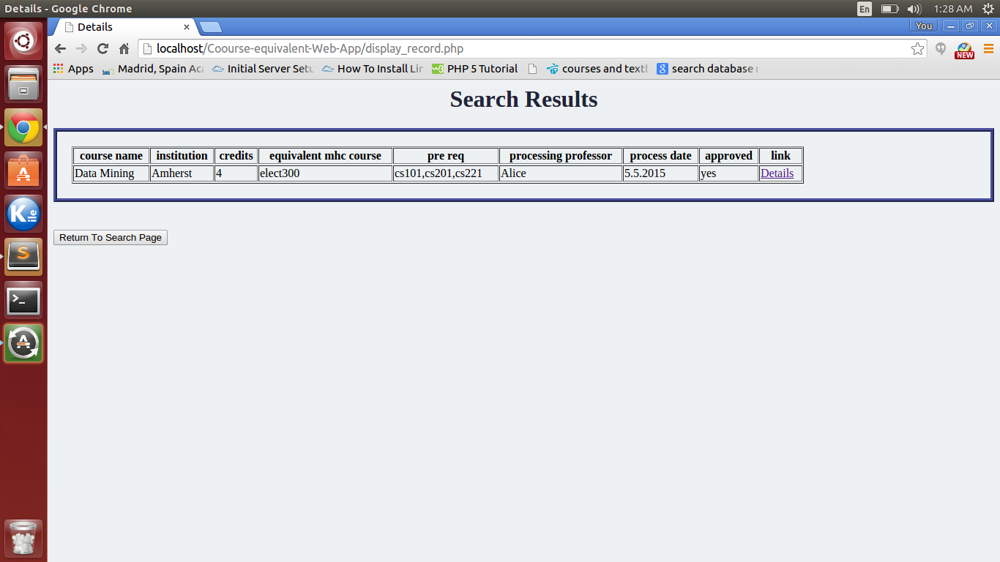 Details - Google Chrome
En
1:28 AM
Details
You
localhost/Coourse-equivalent-Web-App/display_record.php
NEW
Apps
Madrid, Spain Aca
Initial Server Setu
How To Install Lir
PHP 5 Tutorial
courses and textb
search database
Search Results
course name institution credits equivalent mhc course pre req processing professor process date approved link
Data Mining Amherst 4 elect300 cs101,cs201,cs221 Alice 5.5.2015 yes Details
Return To Search Page